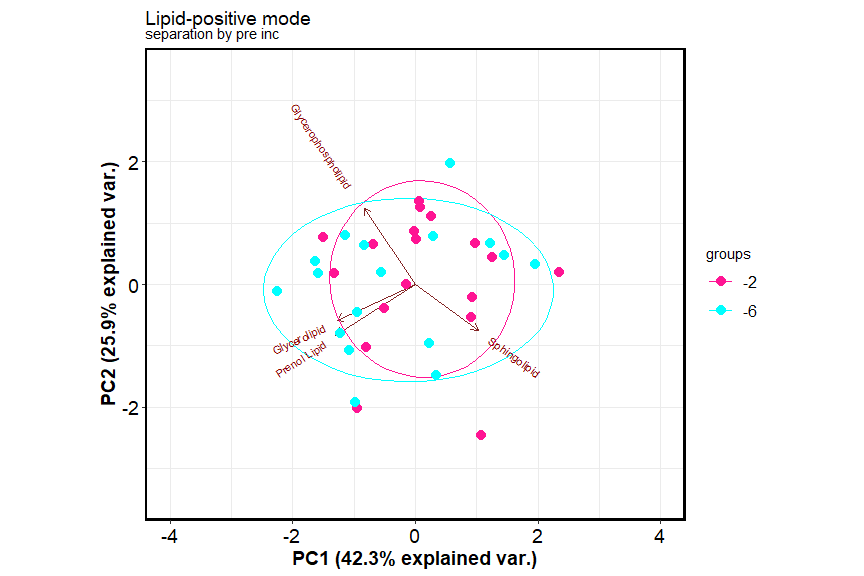 Lipid-positive mode
separation by pre inc
Glycerophospholipid
Glycerolipid
Prenol Lipid
Sphingolipid
2
0
-2
PC2 (25.9% explained var.)
-4 -2 0 2 4
PC1 (42.3% explained var.)
groups
-2
-6